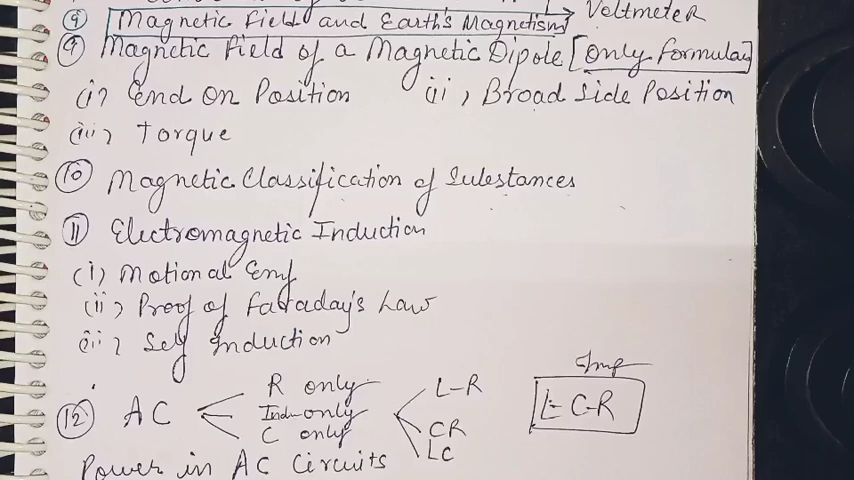 Voltmeter
(9) Magnetic Field and Earth's Magnetism
(9) Magnetic Field of a Magnetic Dipole [Only Formulas]
(i) End On Position (ii) Broad Side Position
(iii) Torque
(10) Magnetic Classification of Substances
(11) Electromagnetic Induction
(i) Motional Emf
(ii) Proof of Faraday's Law
(iii) Self Induction
Imp
R only L-R
(12) AC Ind-only L-C-R
C only CR
LC
Power in AC Circuits